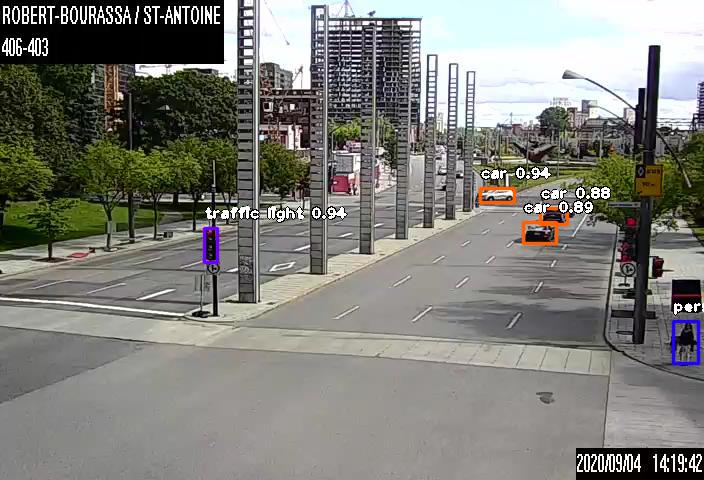 ROBERT-BOURASSA / ST-ANTOINE
406-403
car 0.94
car 0.88
car 0.89
traffic light 0.94
pers
2020/09/04 14:19:42